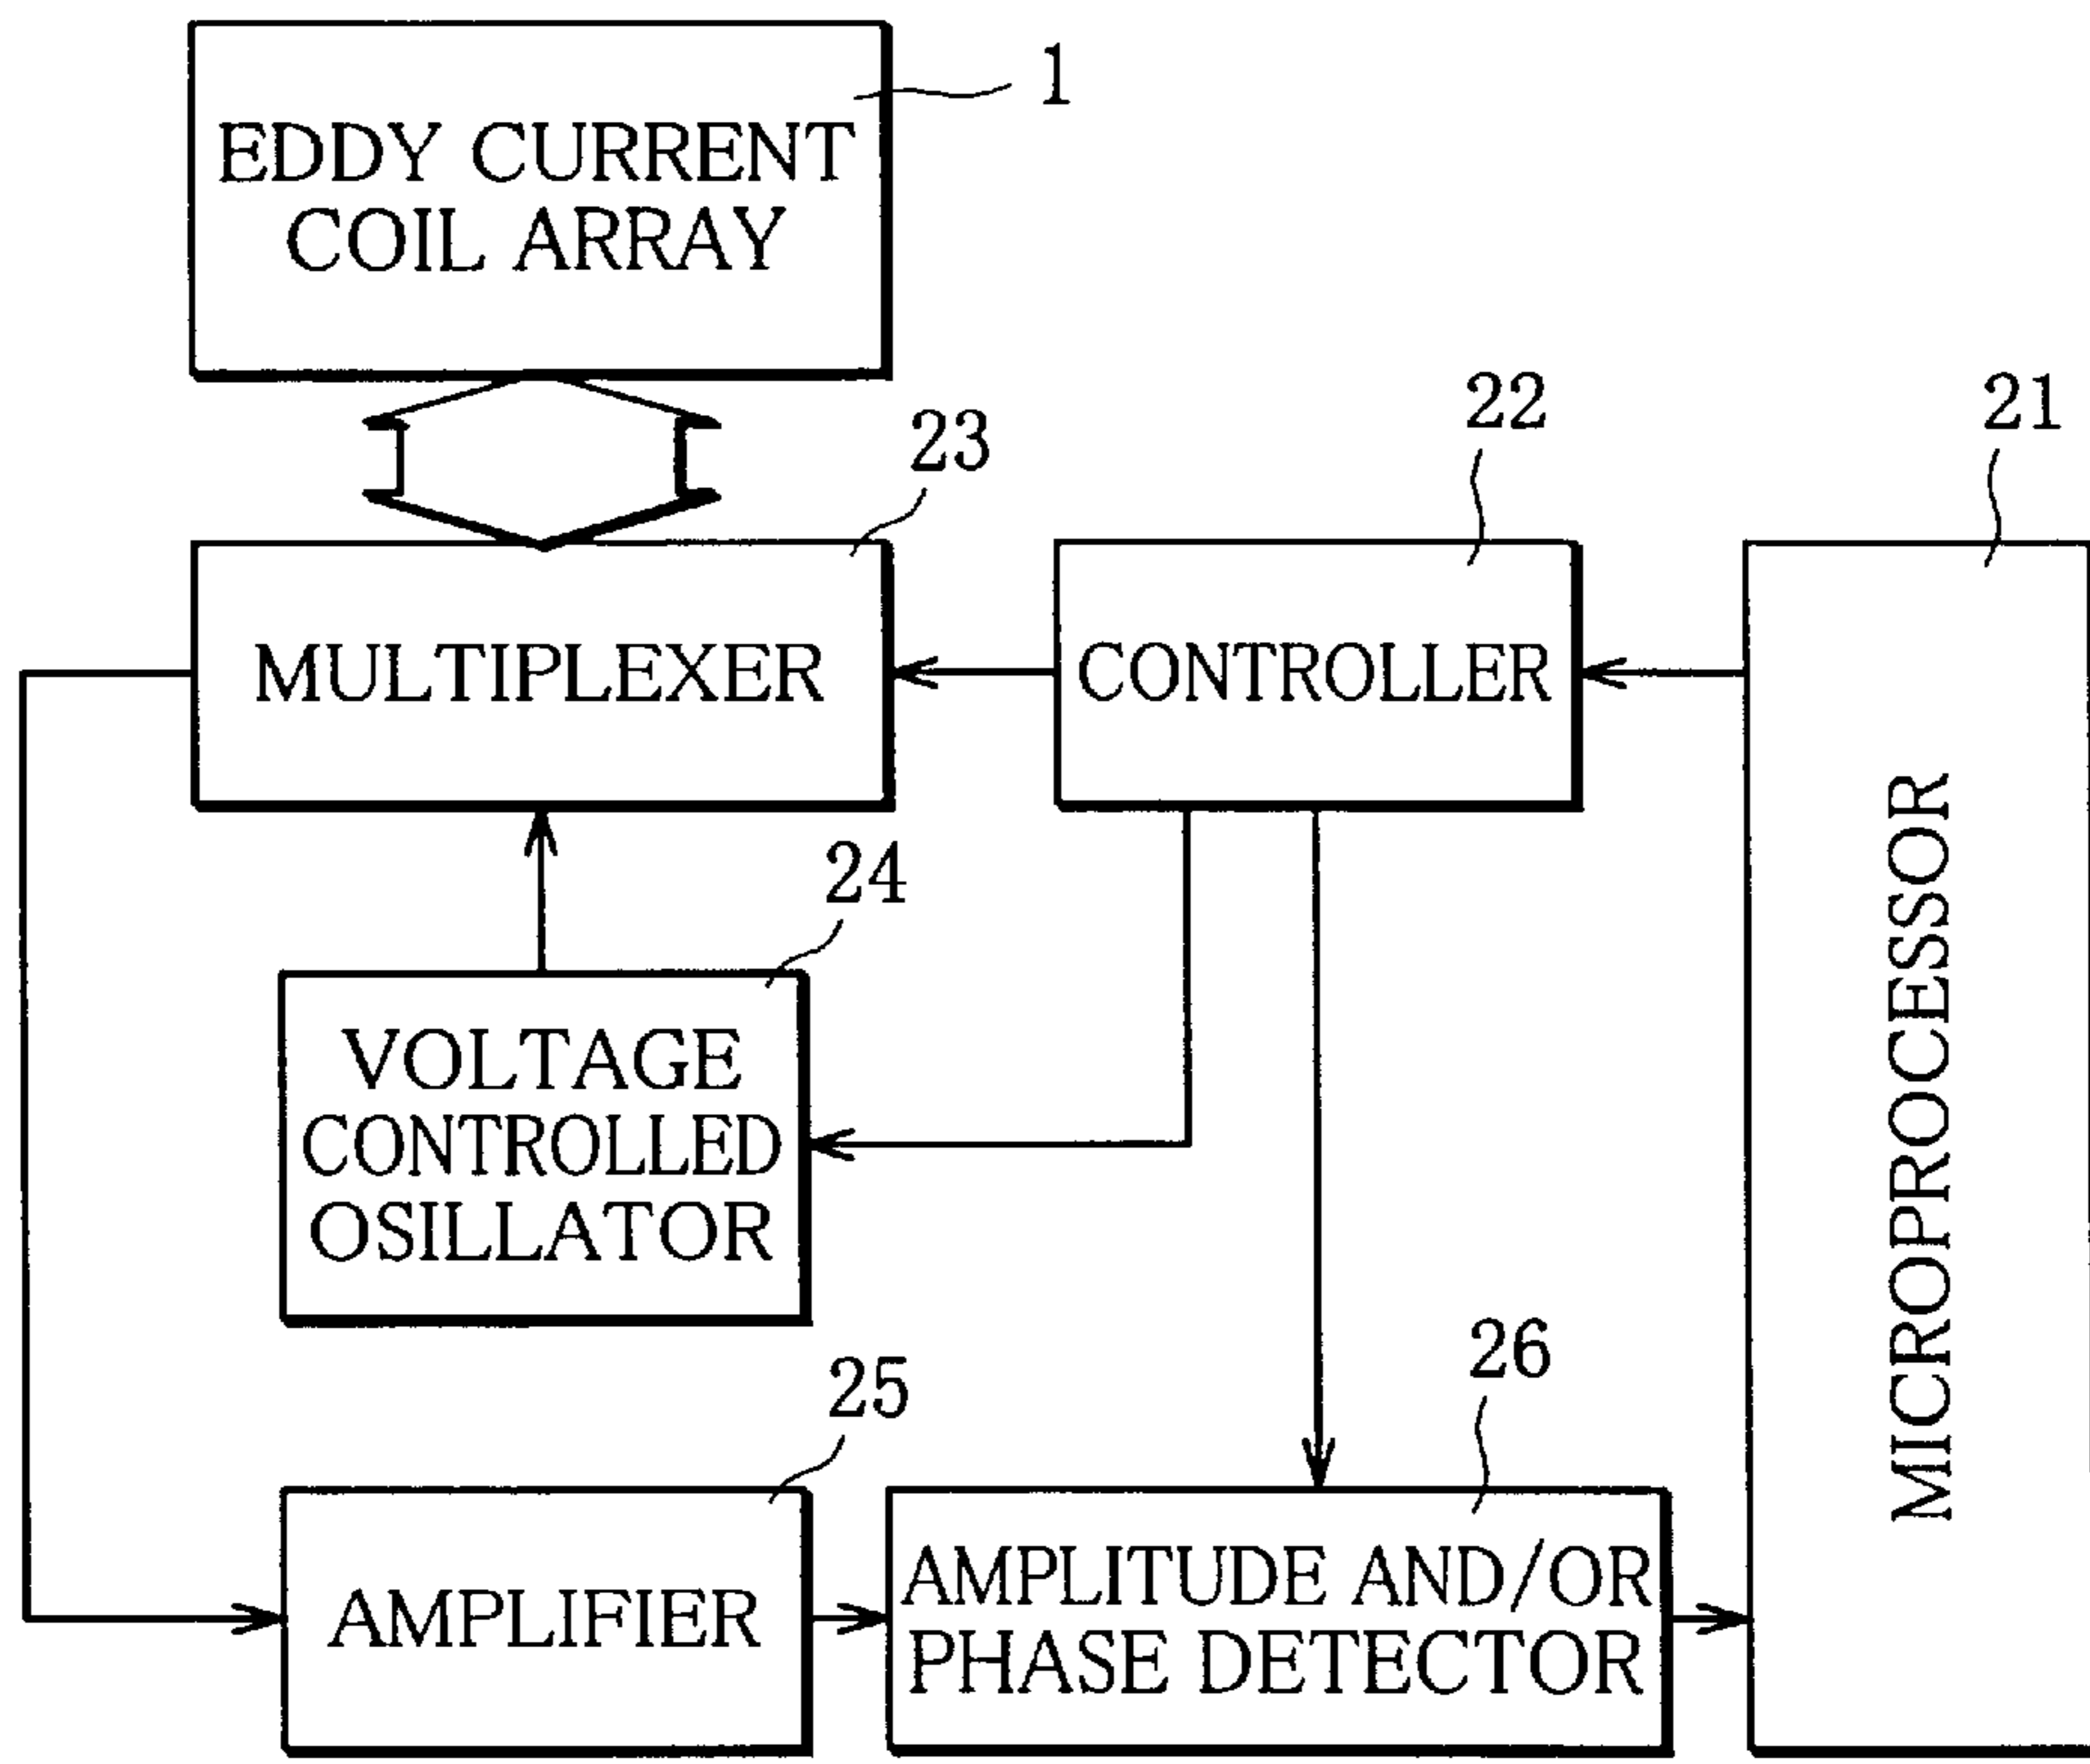 1
EDDY CURRENT
COIL ARRAY
23
22
21
MULTIPLEXER
CONTROLLER
MICROPROCESSOR
24
VOLTAGE
CONTROLLED
OSILLATOR
25
26
AMPLIFIER
AMPLITUDE AND/OR
PHASE DETECTOR